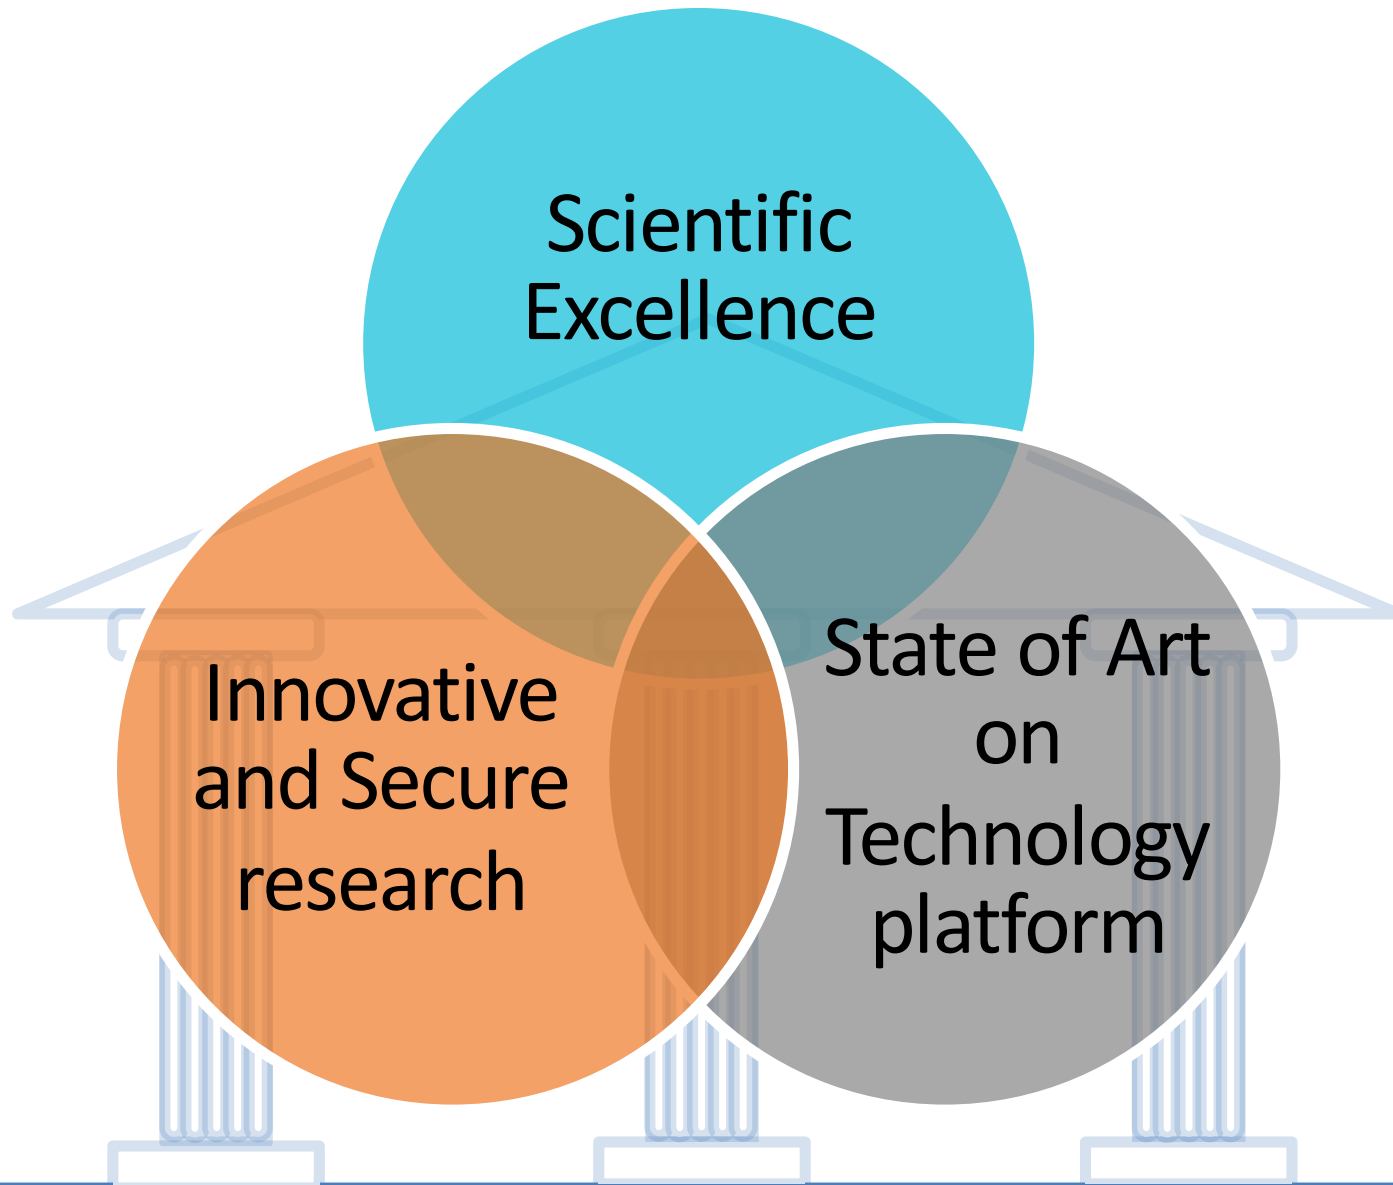 Scientific
Excellence
Innovative
and Secure
research
State of Art
on
Technology
platform